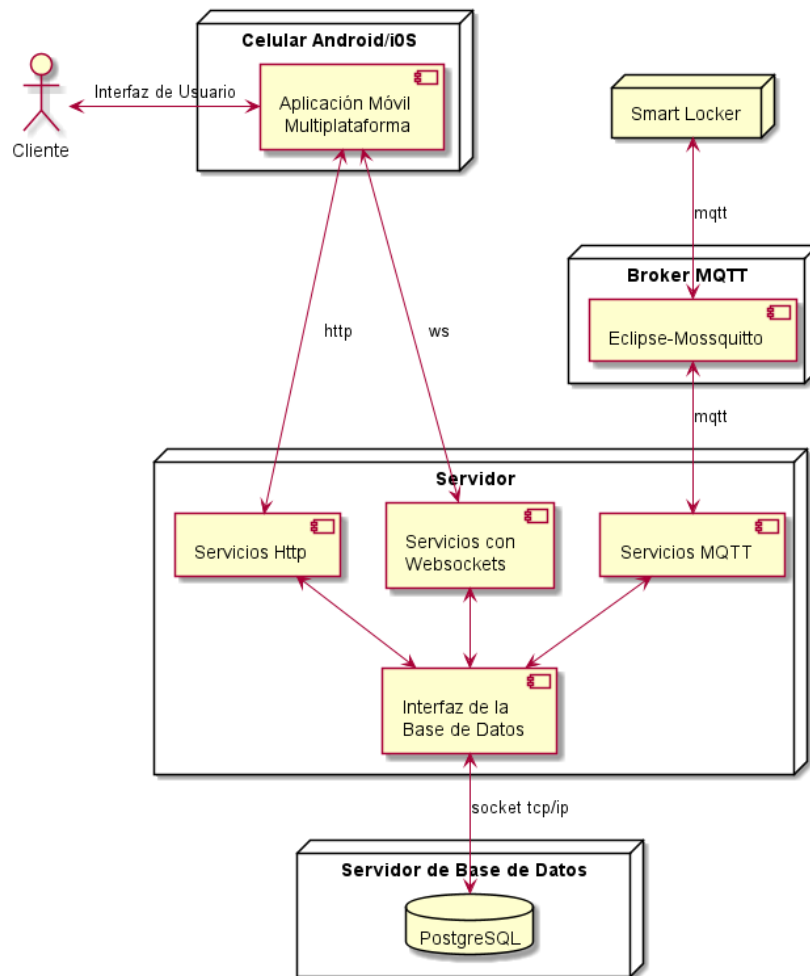 Celular Android/i0S
Interfaz de Usuario
Aplicación Móvil
Multiplataforma
Cliente
Smart Locker
mqtt
Broker MQTT
Eclipse-Mossquitto
http
ws
mqtt
Servidor
Servicios Http
Servicios con
Websockets
Servicios MQTT
Interfaz de la
Base de Datos
socket tcp/ip
Servidor de Base de Datos
PostgreSQL